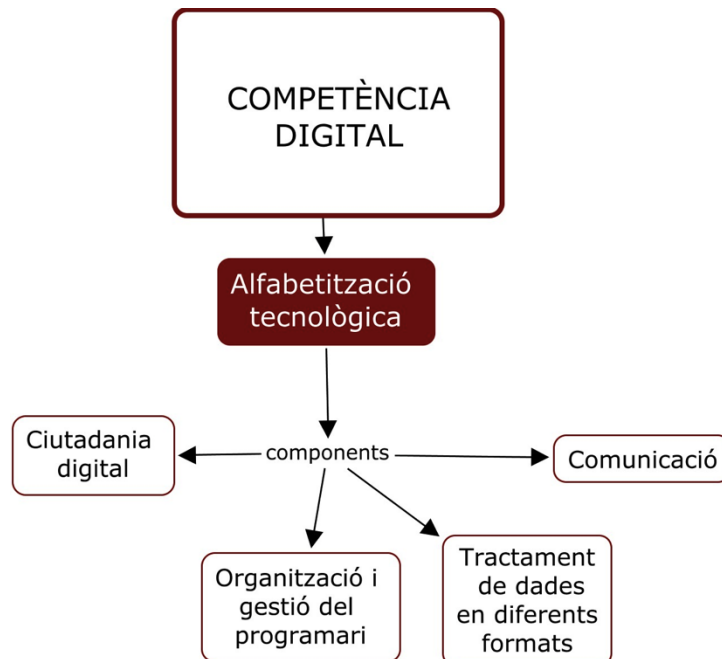 COMPETÈNCIA
DIGITAL
Alfabetització
tecnològica
components
Ciutadania
digital
Comunicació
Organització i
gestió del
programari
Tractament
de dades
en diferents
formats